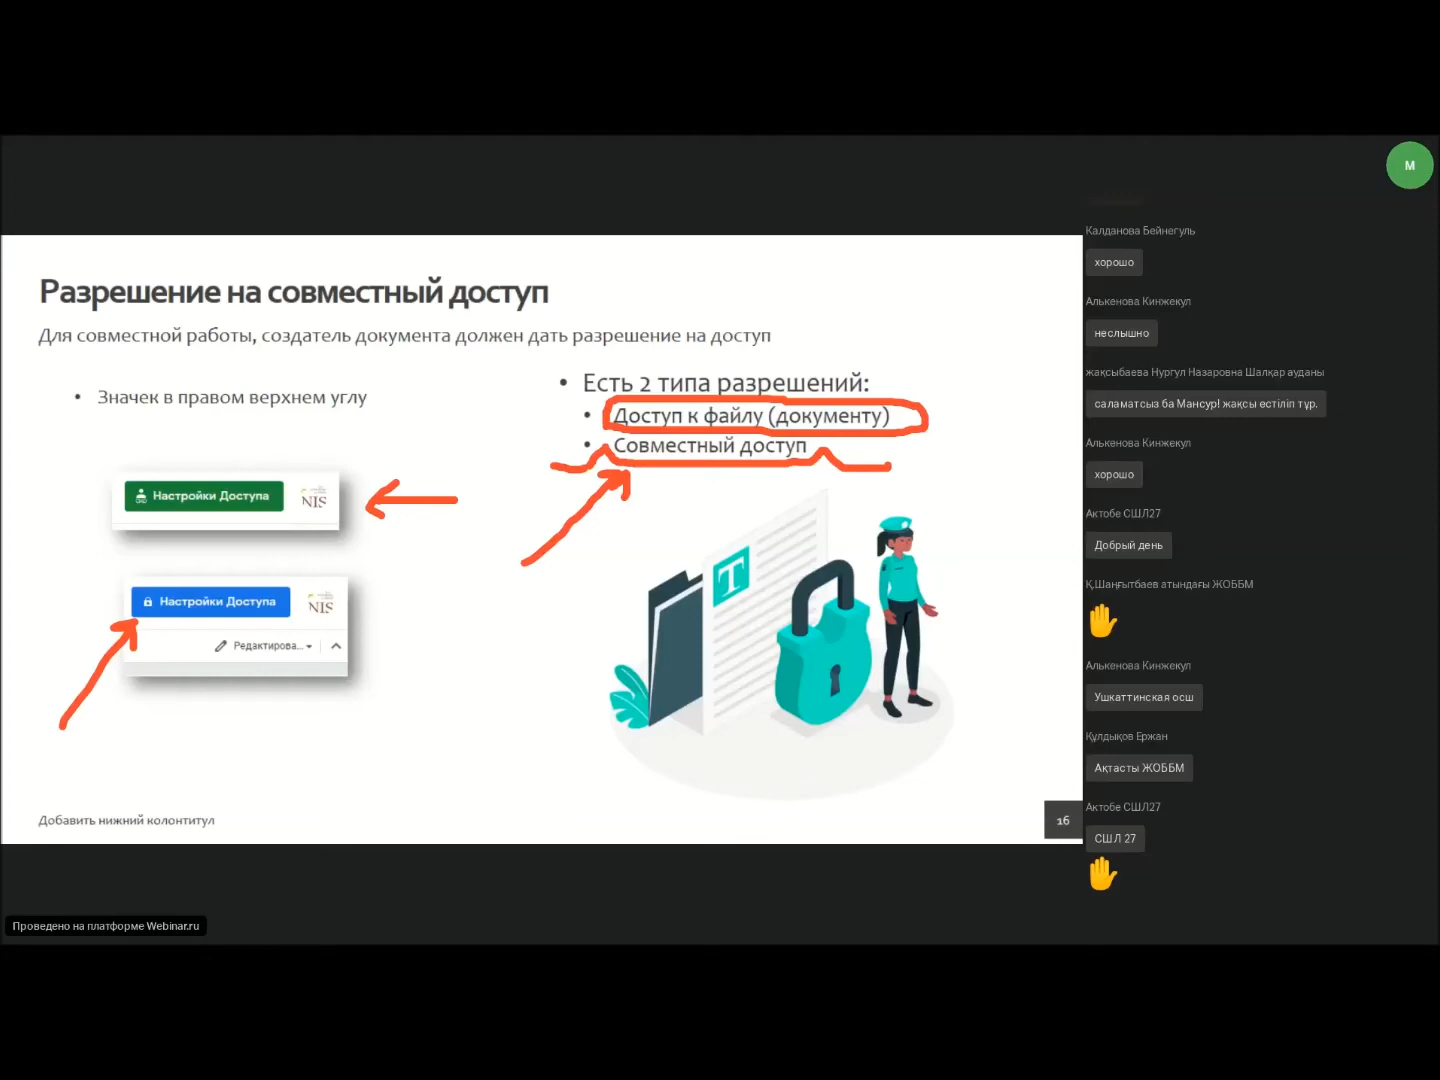 М
Разрешение на совместный доступ
Для совместной работы, создатель документа должен дать разрешение на доступ
Значек в правом верхнем углу
Настройки Доступа
NIS
Настройки Доступа
NIS
Редактирова...
Есть 2 типа разрешений:
Доступ к файлу (документу)
Совместный доступ
T
Добавить нижний колонтитул
16
Калданова Бейнегуль
хорошо
Алькенова Кинжекул
неслышно
жақсыбаева Нургул Назаровна Шалқар ауданы
саламатсыз ба Мансур! жақсы естіліп тұр.
Алькенова Кинжекул
хорошо
Актобе СШЛ27
Добрый день
Қ.Шаңғытбаев атындағы ЖОББМ
Алькенова Кинжекул
Ушкаттинская осш
Құлдықов Ержан
Ақтасты ЖОББМ
Актобе СШЛ27
СШЛ 27
Проведено на платформе Webinar.ru